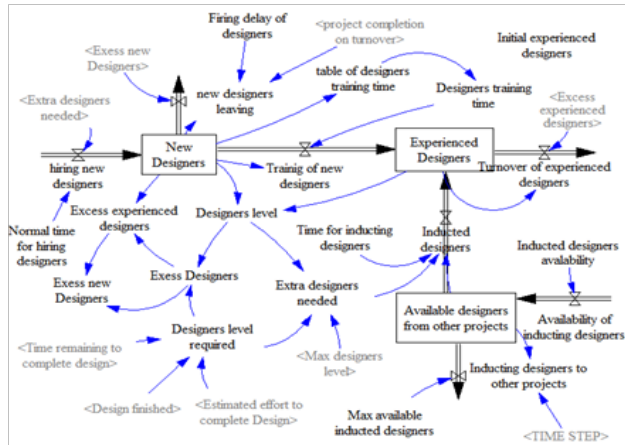 Firing delay of
designers
<project completion
on turnover>
Initial experienced
designers
<Exess new
Designers>
new designers
leaving
table of designers
training time
Designers training
time
<Extra designers
needed>
<Excess
experienced
designers>
New
Designers
Experienced
Designers
hiring new
designers
Trainig of new designers
Turnover of experienced
designers
Normal time
for hiring
designers
Excess experienced
designers
Designers level
Time for inducting
designers
Inducted
designers
Inducted designers
avalability
Exess new
Designers
Exess Designers
Extra designers
needed
Available designers
from other projects
Availability of
inducting designers
Designers level
required
<Time remaining to
complete design>
<Max designers
level>
Inducting designers to
other projects
<Design finished>
<Estimated effort to
complete Design>
Max available
inducted designers
<TIME STEP>